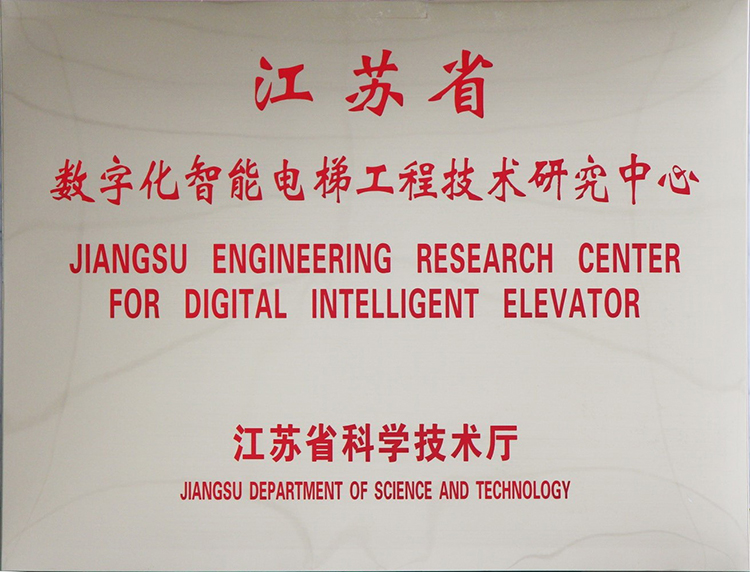 江苏省
数字化智能电梯工程技术研究中心
JIANGSU ENGINEERING RESEARCH CENTER
FOR DIGITAL INTELLIGENT ELEVATOR
江苏省科学技术厅
JIANGSU DEPARTMENT OF SCIENCE AND TECHNOLOGY